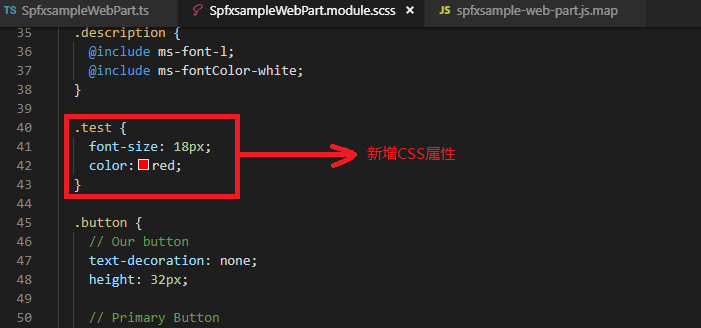 TS SpfxsampleWebPart.ts SpfxsampleWebPart.module.scss JS spfxsample-web-part.js.map
35 .description {
36 @include ms-font-l;
37 @include ms-fontColor-white;
38 }
39
40 .test {
41 font-size: 18px;
42 color: red;
43 }
44
45 .button {
46 // Our button
47 text-decoration: none;
48 height: 32px;
49
50 // Primary Button
新增CSS属性